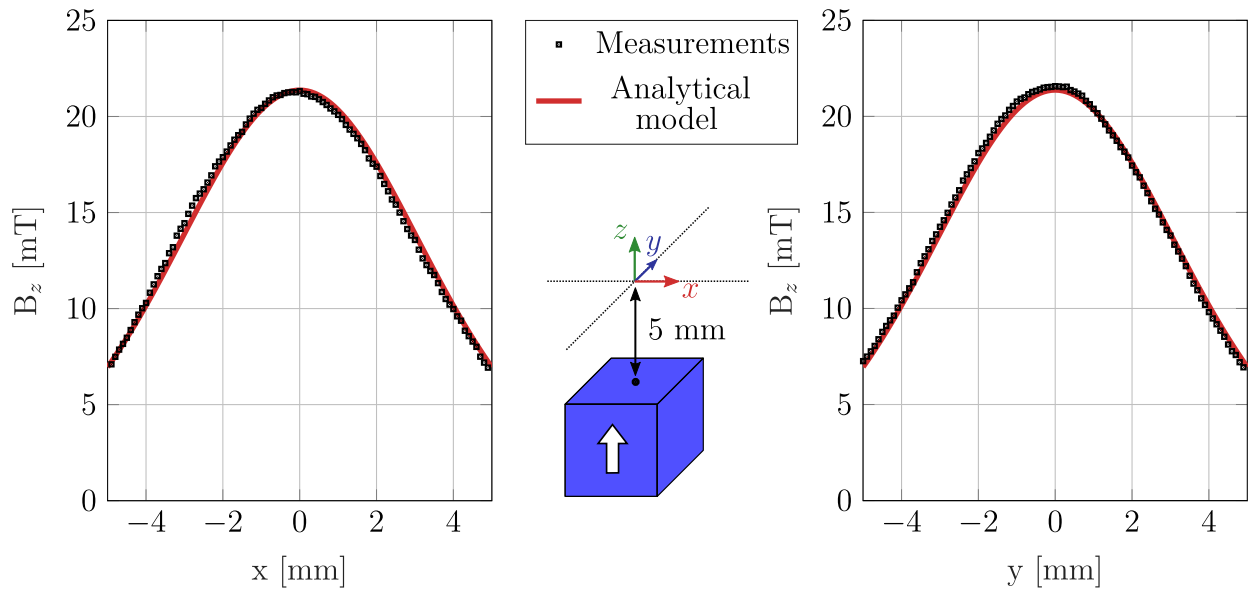 25
20
15
10
5
0
−4 −2 0 2 4
x [mm]
B_z [mT]
Measurements
Analytical
model
z
y
x
5 mm
25
20
15
10
5
0
−4 −2 0 2 4
y [mm]
B_z [mT]